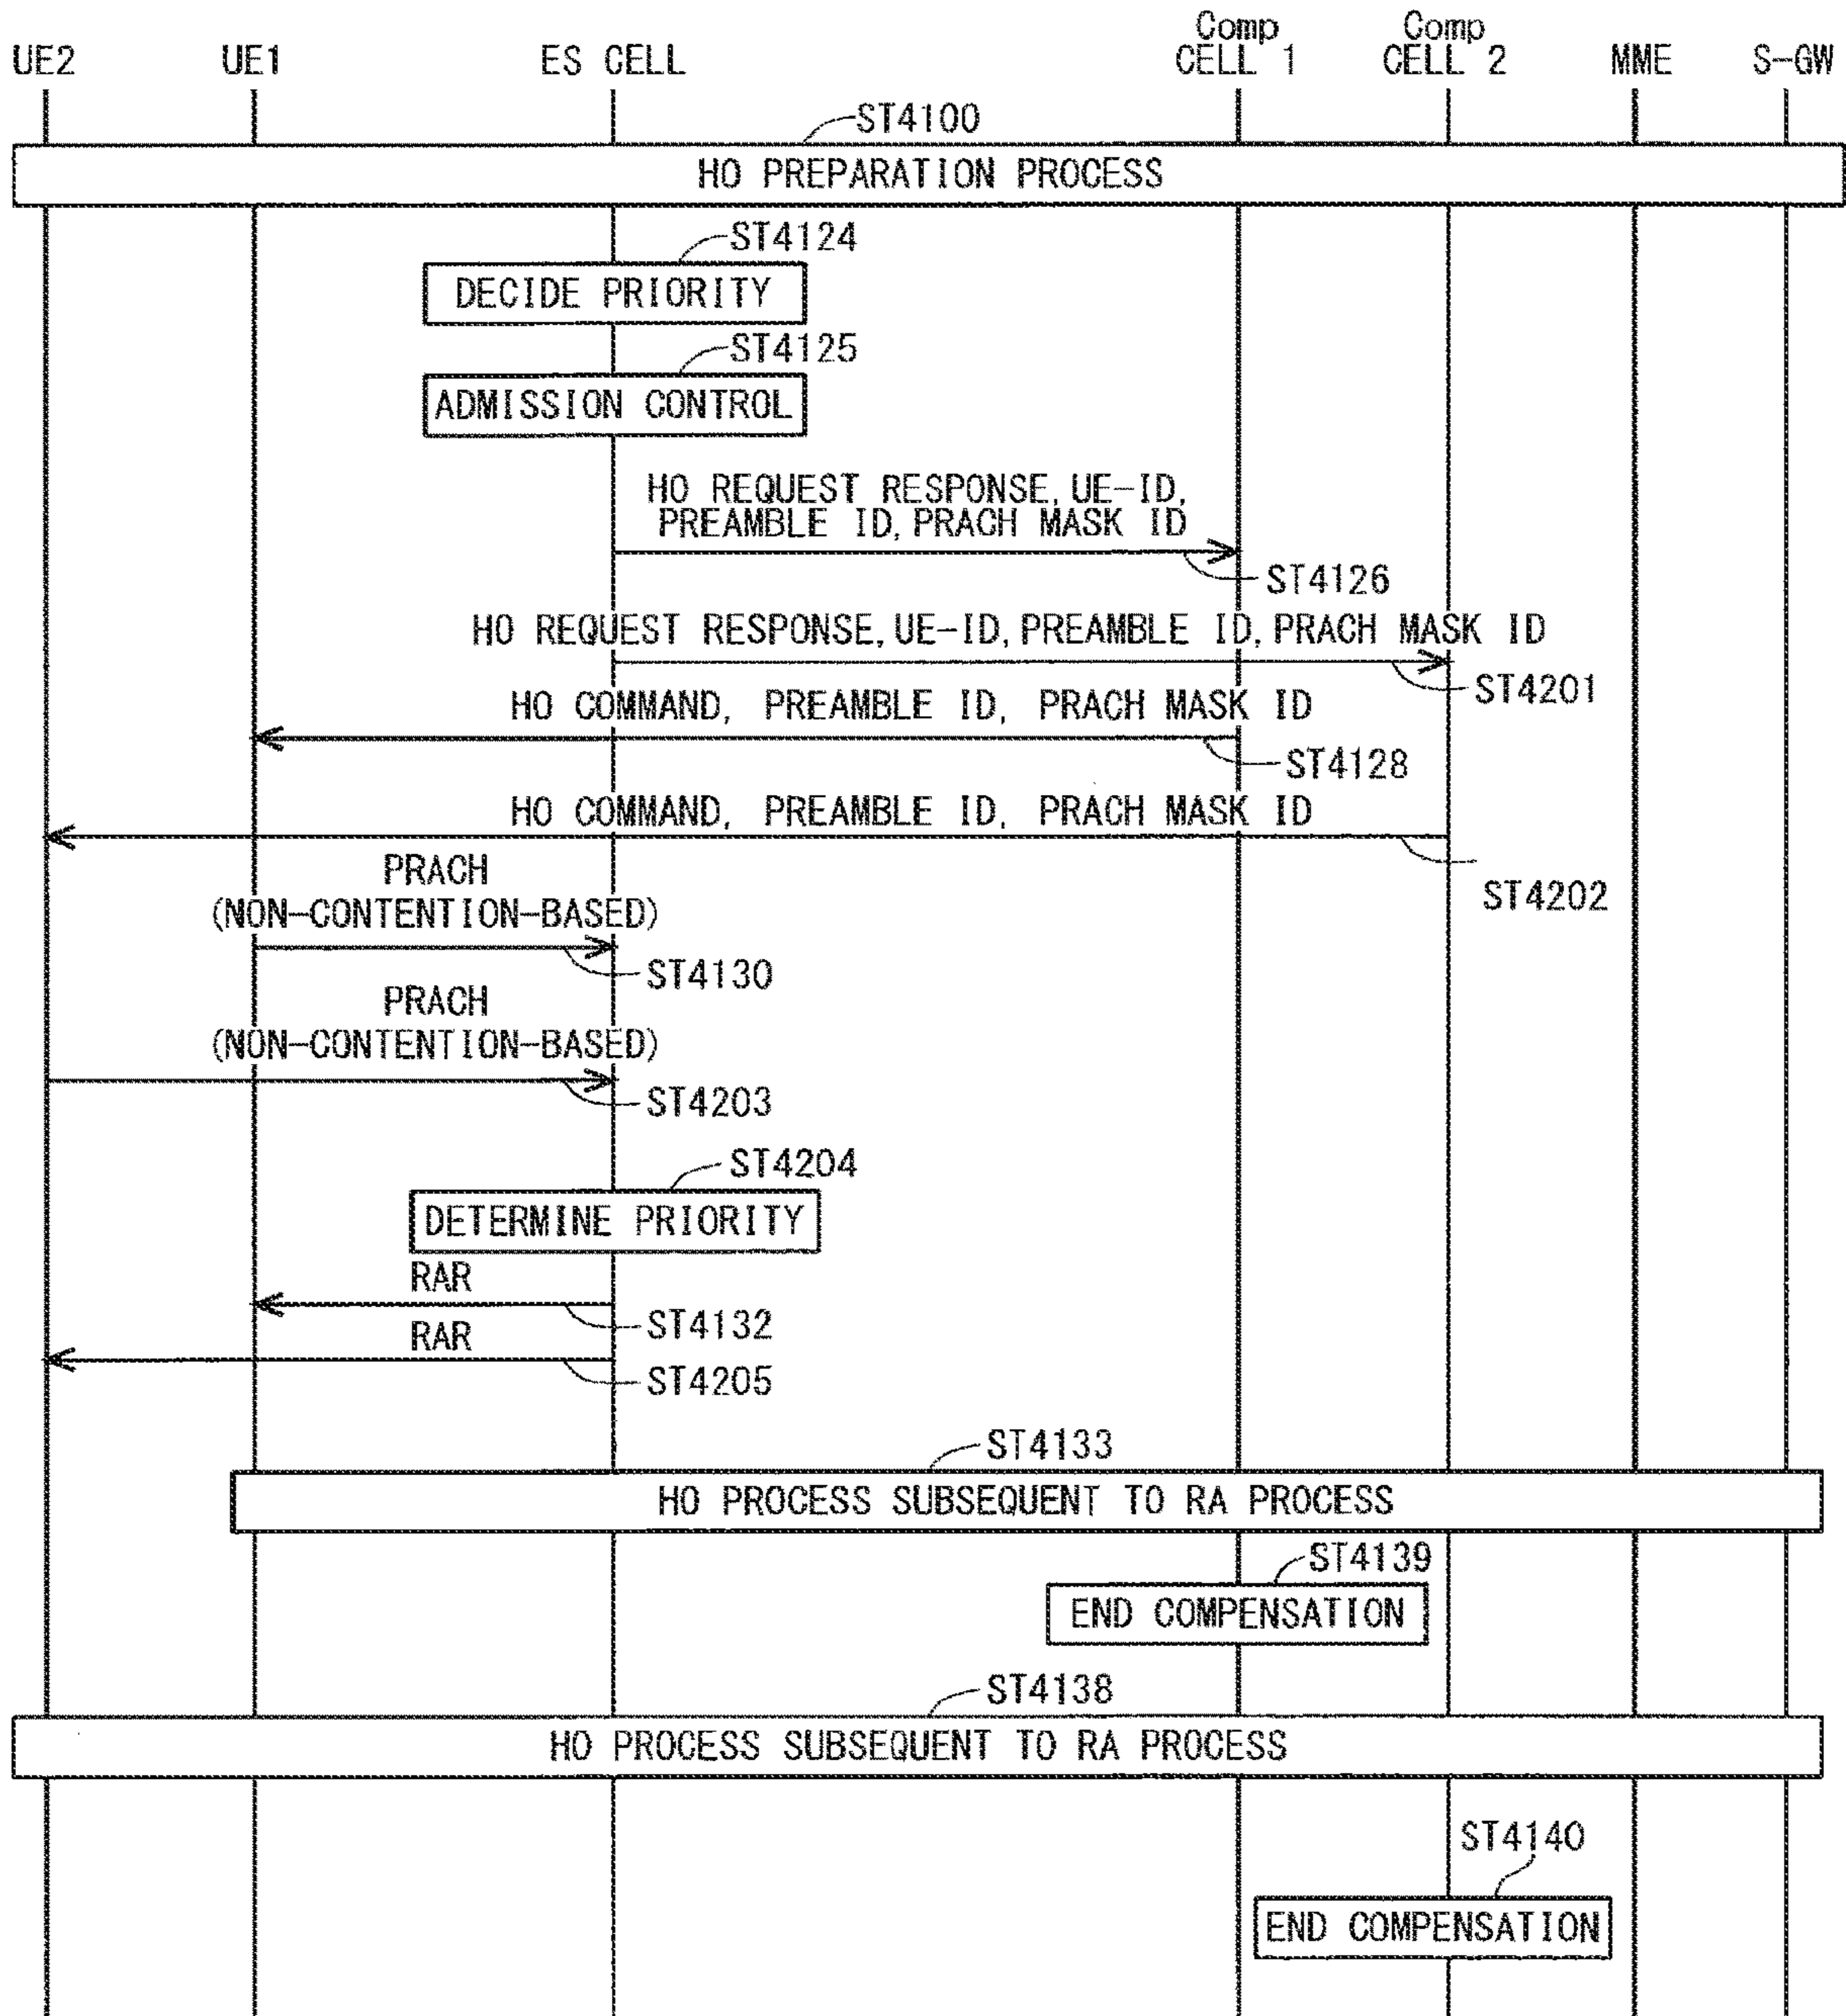 UE2
UE1
ES CELL
Comp
CELL 1
Comp
CELL 2
MME
S-GW
ST4100
HO PREPARATION PROCESS
ST4124
DECIDE PRIORITY
ST4125
ADMISSION CONTROL
HO REQUEST RESPONSE, UE-ID,
PREAMBLE ID, PRACH MASK ID
ST4126
HO REQUEST RESPONSE, UE-ID, PREAMBLE ID, PRACH MASK ID
ST4201
HO COMMAND, PREAMBLE ID, PRACH MASK ID
ST4128
HO COMMAND, PREAMBLE ID, PRACH MASK ID
ST4202
PRACH
(NON-CONTENTION-BASED)
ST4130
PRACH
(NON-CONTENTION-BASED)
ST4203
ST4204
DETERMINE PRIORITY
RAR
ST4132
RAR
ST4205
ST4133
HO PROCESS SUBSEQUENT TO RA PROCESS
ST4139
END COMPENSATION
ST4138
HO PROCESS SUBSEQUENT TO RA PROCESS
ST4140
END COMPENSATION